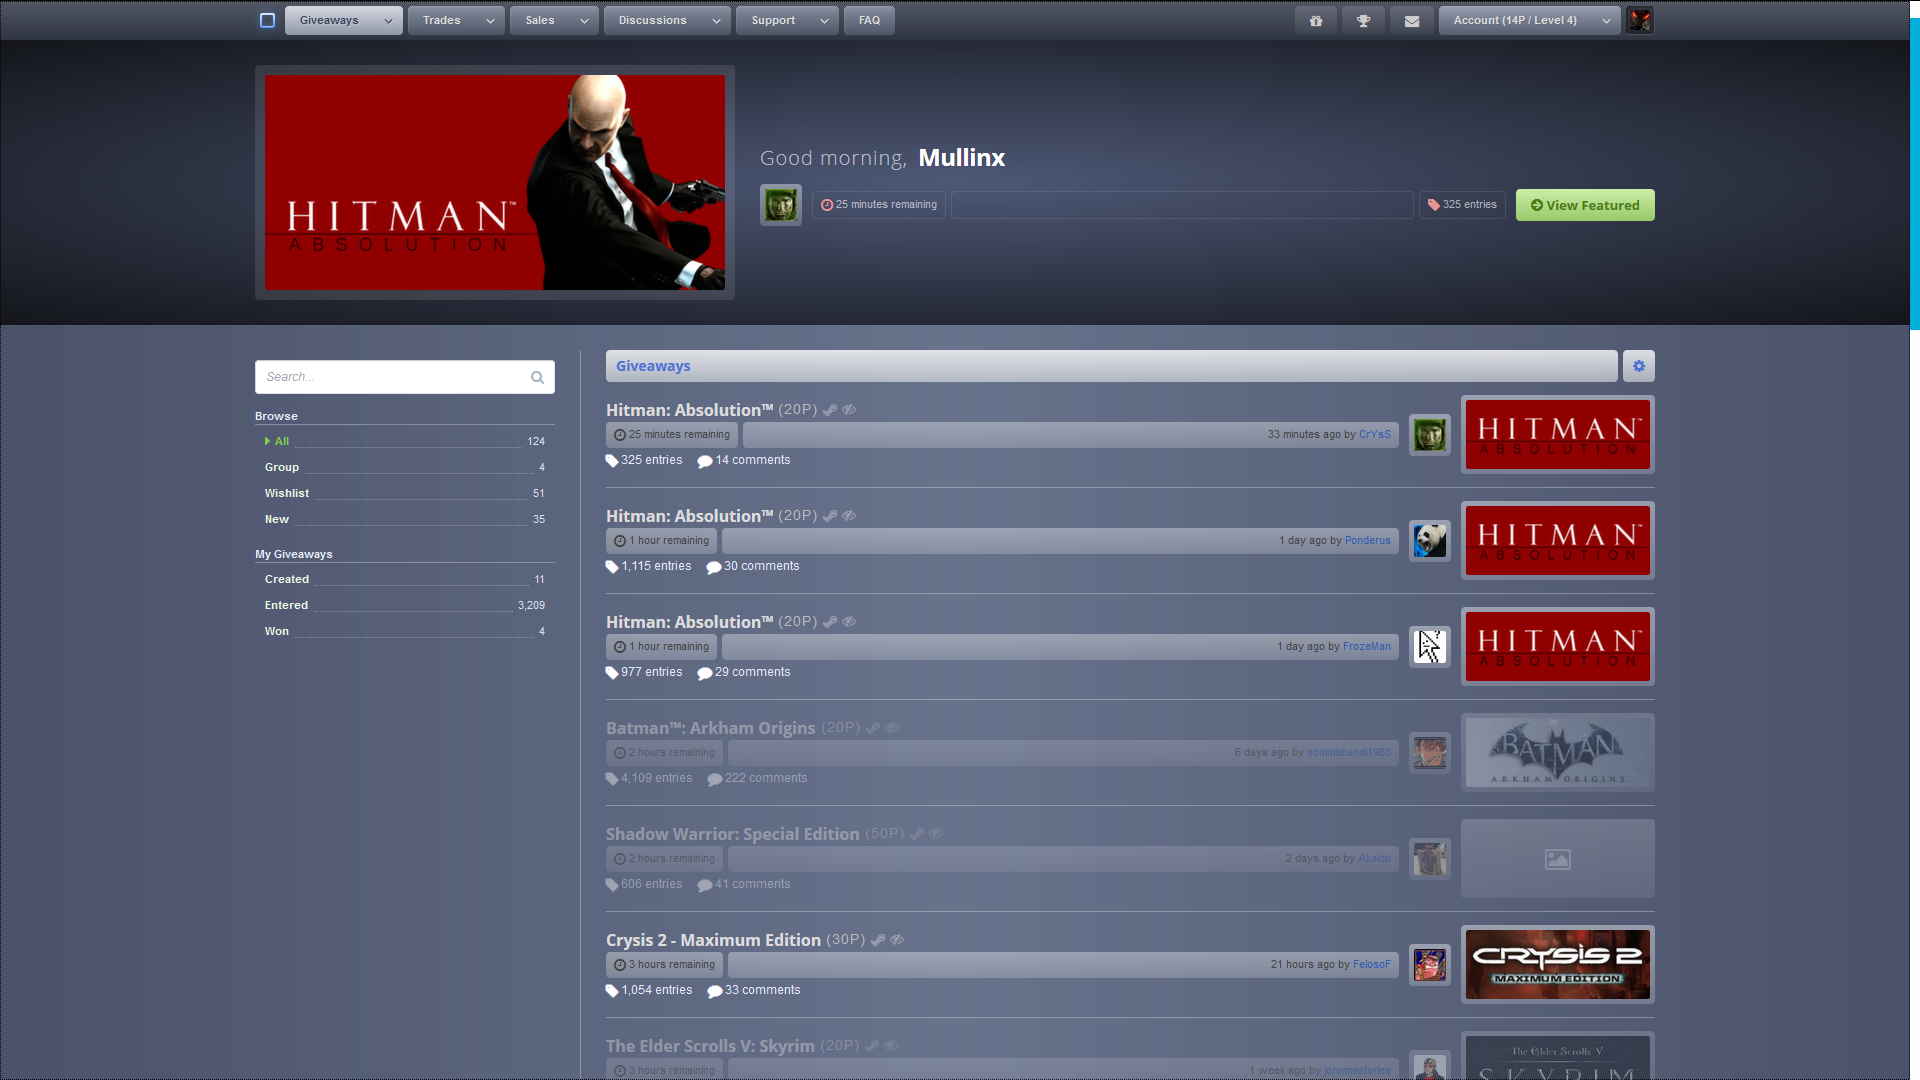 Giveaways
Trades
Sales
Discussions
Support
FAQ
Account (14P / Level 4)
HITMAN™
ABSOLUTION
Good morning, Mullinx
25 minutes remaining
325 entries
View Featured
Search...
Browse
All 124
Group 4
Wishlist 51
New 35
My Giveaways
Created 11
Entered 3,209
Won 4
Giveaways
Hitman: Absolution™ (20P)
25 minutes remaining
33 minutes ago by CrYsS
325 entries 14 comments
HITMAN™
ABSOLUTION
Hitman: Absolution™ (20P)
1 hour remaining
1 day ago by Ponderus
1,115 entries 30 comments
HITMAN™
ABSOLUTION
Hitman: Absolution™ (20P)
1 hour remaining
1 day ago by FrozeMan
977 entries 29 comments
HITMAN™
ABSOLUTION
Batman™: Arkham Origins (20P)
2 hours remaining
6 days ago by
4,109 entries 222 comments
BATMAN
ARKHAM ORIGINS
Shadow Warrior: Special Edition (50P)
2 hours remaining
2 days ago by
606 entries 41 comments
Crysis 2 - Maximum Edition (30P)
3 hours remaining
21 hours ago by FelosoF
1,054 entries 33 comments
CRYSIS 2
MAXIMUM EDITION
The Elder Scrolls V: Skyrim (20P)
3 hours remaining
1 week ago by
The Elder Scrolls V
SKYRIM